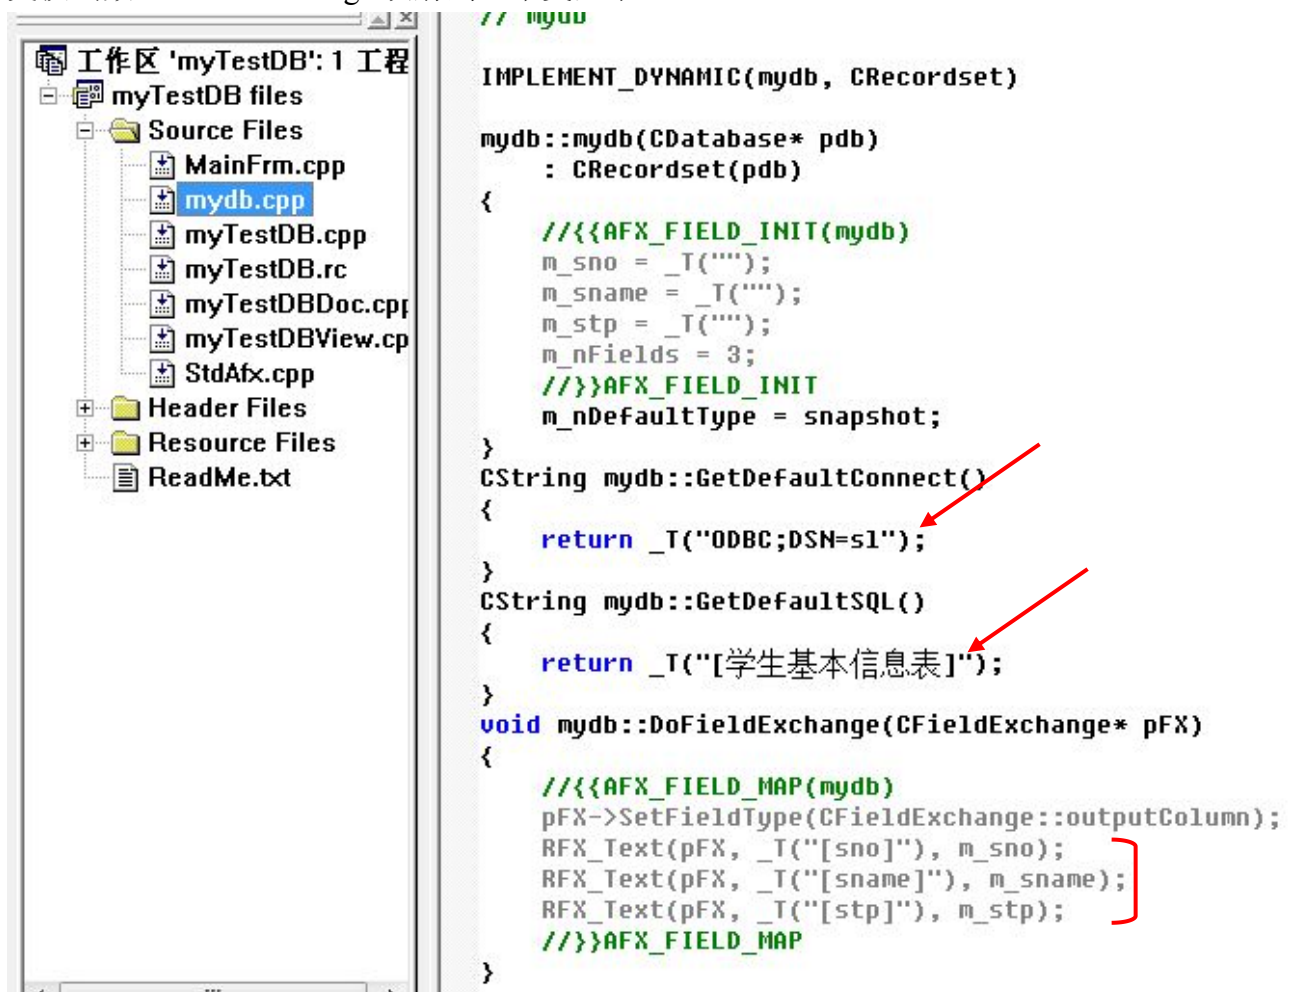 工作区 'myTestDB': 1 工程
myTestDB files
Source Files
MainFrm.cpp
mydb.cpp
myTestDB.cpp
myTestDB.rc
myTestDBDoc.cpp
myTestDBView.cp
StdAfx.cpp
Header Files
Resource Files
ReadMe.txt
// mydb
IMPLEMENT_DYNAMIC(mydb, CRecordset)
mydb::mydb(CDatabase* pdb)
: CRecordset(pdb)
{
//{{AFX_FIELD_INIT(mydb)
m_sno = _T("");
m_sname = _T("");
m_stp = _T("");
m_nFields = 3;
//}}AFX_FIELD_INIT
m_nDefaultType = snapshot;
}
CString mydb::GetDefaultConnect()
{
return _T("ODBC;DSN=sl");
}
CString mydb::GetDefaultSQL()
{
return _T("[学生基本信息表]");
}
void mydb::DoFieldExchange(CFieldExchange* pFX)
{
//{{AFX_FIELD_MAP(mydb)
pFX->SetFieldType(CFieldExchange::outputColumn);
RFX_Text(pFX, _T("[sno]"), m_sno);
RFX_Text(pFX, _T("[sname]"), m_sname);
RFX_Text(pFX, _T("[stp]"), m_stp);
//}}AFX_FIELD_MAP
}